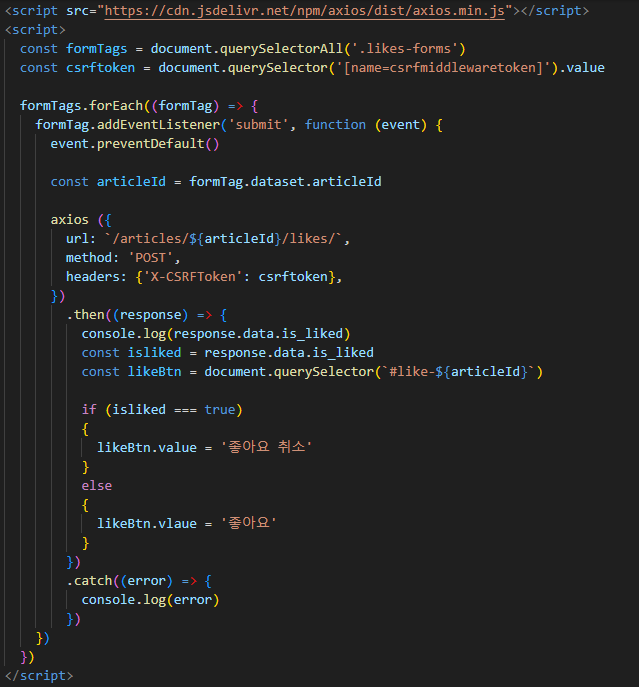 <script src="https://cdn.jsdelivr.net/npm/axios/dist/axios.min.js"></script>
<script>
  const formTags = document.querySelectorAll('.likes-forms')
  const csrftoken = document.querySelector('[name=csrfmiddlewaretoken]').value

  formTags.forEach((formTag) => {
    formTag.addEventListener('submit', function (event) {
      event.preventDefault()

      const articleId = formTag.dataset.articleId

      axios ({
        url: `/articles/${articleId}/likes/`,
        method: 'POST',
        headers: {'X-CSRFToken': csrftoken},
      })
        .then((response) => {
          console.log(response.data.is_liked)
          const isliked = response.data.is_liked
          const likeBtn = document.querySelector(`#like-${articleId}`)

          if (isliked === true)
          {
            likeBtn.value = '좋아요 취소'
          }
          else
          {
            likeBtn.vlaue = '좋아요'
          }
        })
        .catch((error) => {
          console.log(error)
        })
    })
  })
</script>